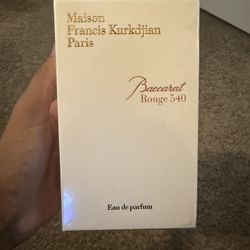 Maison
Francis Kurkdjian
Paris
Baccarat
Rouge 540
Eau de parfum